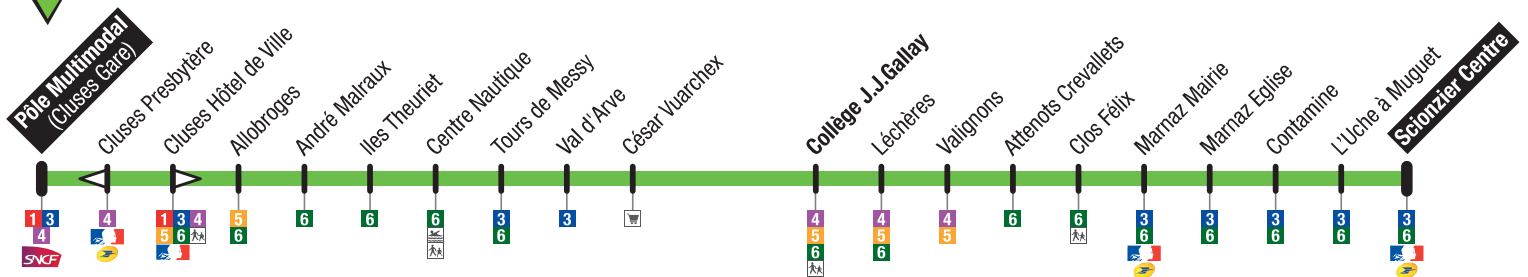 Pôle Multimodal
(Cluses Gare)
Cluses Presbytère
Cluses Hôtel de Ville
Allobroges
André Malraux
Iles Theuriet
Centre Nautique
Tours de Messy
Val d'Arve
César Vuarchex
Collège J.J.Gallay
Léchères
Valignons
Attenots Crevallets
Clos Félix
Marnaz Mairie
Marnaz Eglise
Contamine
L'Uche à Muguet
Scionzier Centre
1 3 4 1 3 4 5 6 6 6 3 3 4 4 4 6 6 3 3 3 3 3
4 5 6 6 6 5 5 5 6 6 6 6 6
SNCF 6 6